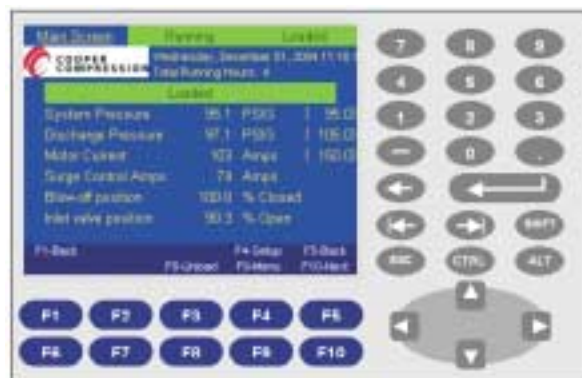 Main Screen Running Loaded
COOPER
COMPRESSION
Wednesday, December 01, 2004 11:10
Total Running Hours: 4
Loaded
System Pressure 95.1 PSIG [ 95.0]
Discharge Pressure 97.1 PSIG [ 105.0]
Motor Current 103 Amps [ 150.0]
Surge Control Amps 74 Amps
Blow-off position 100.0 % Closed
Inlet valve position 90.3 % Open
F1-Back F4-Setup F5-Back
F8-Unload F9-Menu F10-Next
7 8 9
4 5 6
1 2 3
- 0 .
SHIFT
ESC CTRL ALT
F1 F2 F3 F4 F5
F6 F7 F8 F9 F10